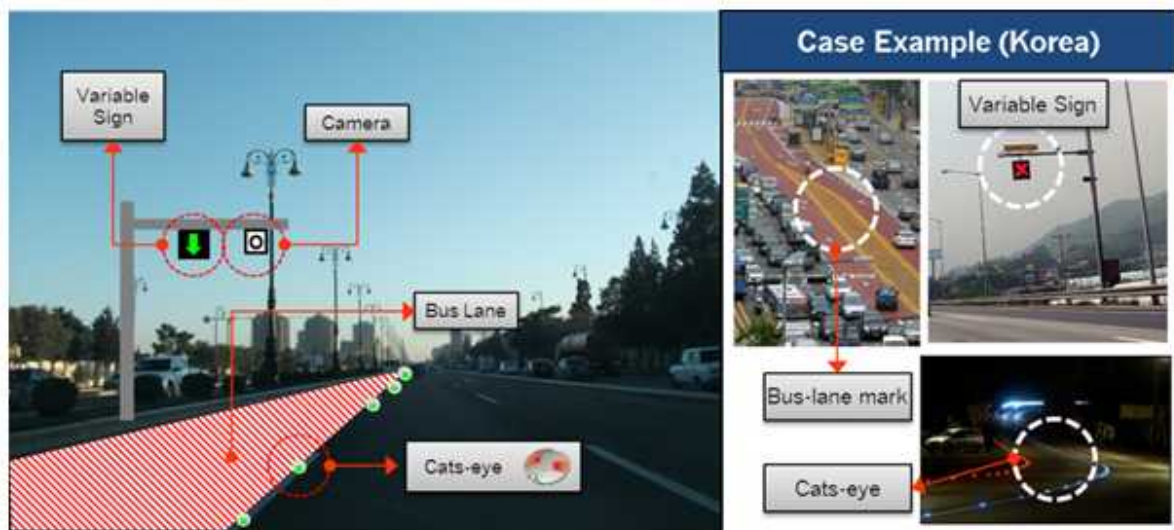 Variable
Sign
Camera
Bus Lane
Cats-eye
Case Example (Korea)
Variable Sign
Bus-lane mark
Cats-eye